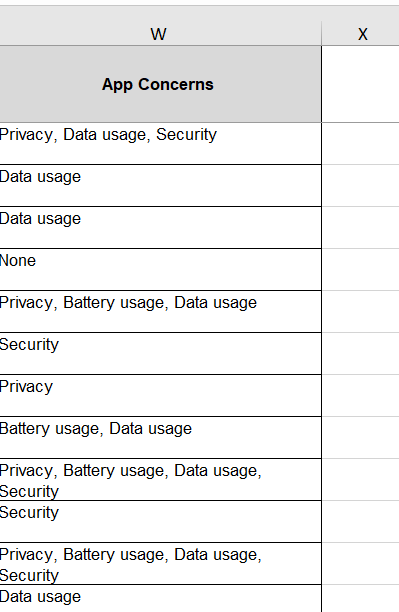 W X
App Concerns
Privacy, Data usage, Security
Data usage
Data usage
None
Privacy, Battery usage, Data usage
Security
Privacy
Battery usage, Data usage
Privacy, Battery usage, Data usage,
Security
Security
Privacy, Battery usage, Data usage,
Security
Data usage